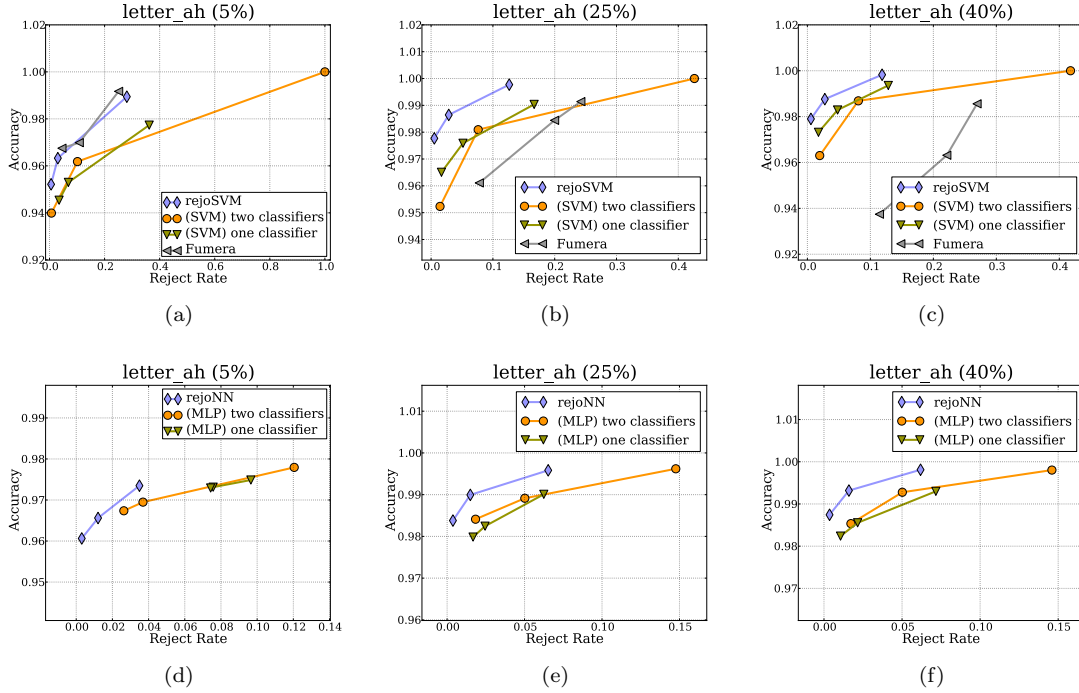 letter_ah (5%)
1.02
1.00
0.98
0.96
0.94
0.92
Accuracy
0.0 0.2 0.4 0.6 0.8 1.0
Reject Rate
rejoSVM
(SVM) two classifiers
(SVM) one classifier
Fumera
(a)
letter_ah (25%)
1.02
1.01
1.00
0.99
0.98
0.97
0.96
0.95
0.94
Accuracy
0.0 0.1 0.2 0.3 0.4
Reject Rate
rejoSVM
(SVM) two classifiers
(SVM) one classifier
Fumera
(b)
letter_ah (40%)
1.02
1.00
0.98
0.96
0.94
0.92
Accuracy
0.0 0.1 0.2 0.3 0.4
Reject Rate
rejoSVM
(SVM) two classifiers
(SVM) one classifier
Fumera
(c)
letter_ah (5%)
0.99
0.98
0.97
0.96
0.95
Accuracy
0.00 0.02 0.04 0.06 0.08 0.10 0.12 0.14
Reject Rate
rejoNN
(MLP) two classifiers
(MLP) one classifier
(d)
letter_ah (25%)
1.01
1.00
0.99
0.98
0.97
0.96
Accuracy
0.00 0.05 0.10 0.15
Reject Rate
rejoNN
(MLP) two classifiers
(MLP) one classifier
(e)
letter_ah (40%)
1.01
1.00
0.99
0.98
0.97
Accuracy
0.00 0.05 0.10 0.15
Reject Rate
rejoNN
(MLP) two classifiers
(MLP) one classifier
(f)